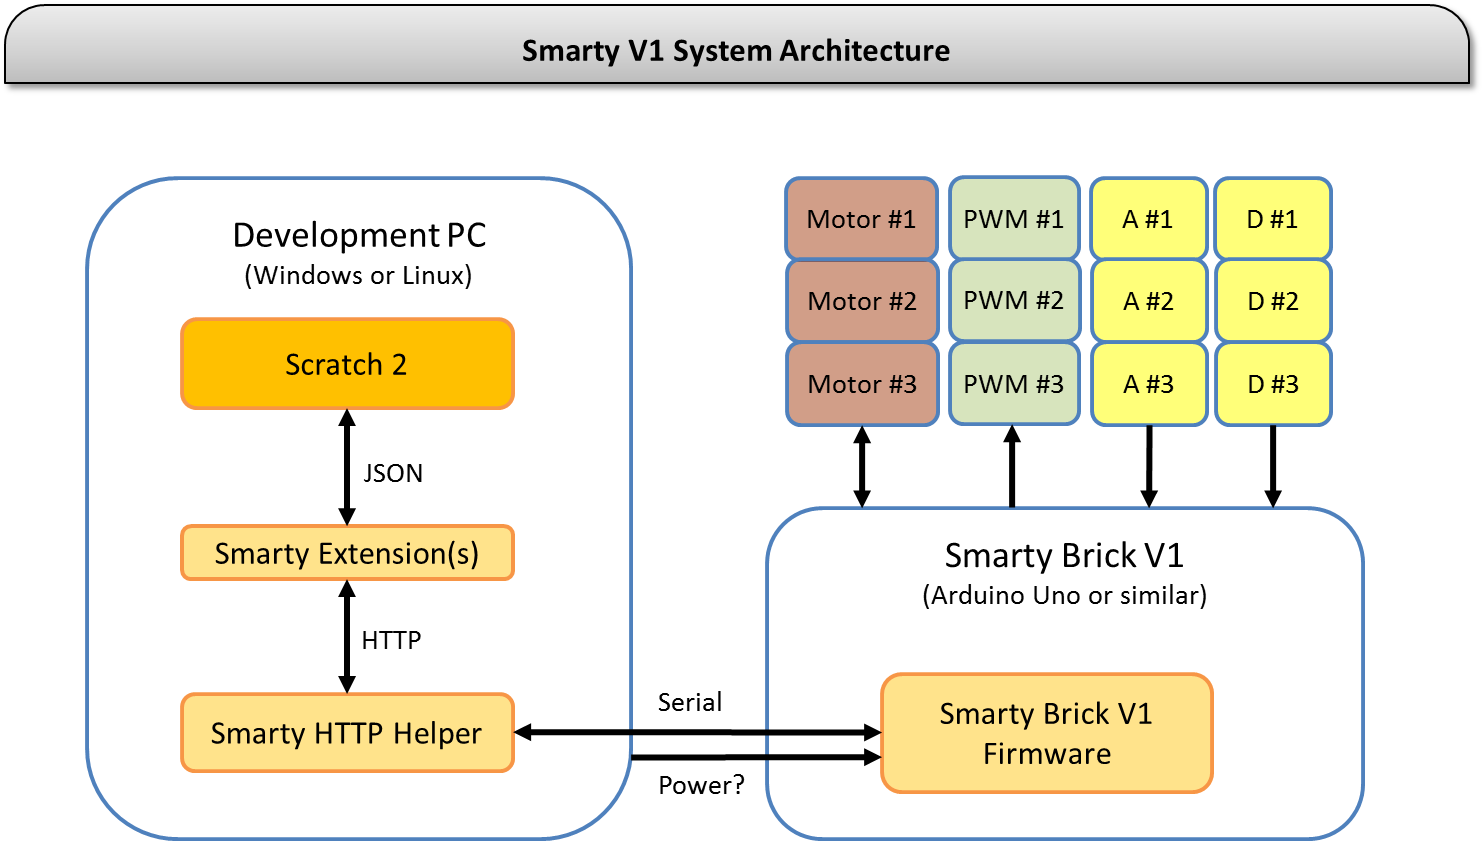 Smarty V1 System Architecture
Development PC
(Windows or Linux)
Scratch 2
JSON
Smarty Extension(s)
HTTP
Smarty HTTP Helper
Serial
Power?
Motor #1 PWM #1 A #1 D #1
Motor #2 PWM #2 A #2 D #2
Motor #3 PWM #3 A #3 D #3
Smarty Brick V1
(Arduino Uno or similar)
Smarty Brick V1
Firmware